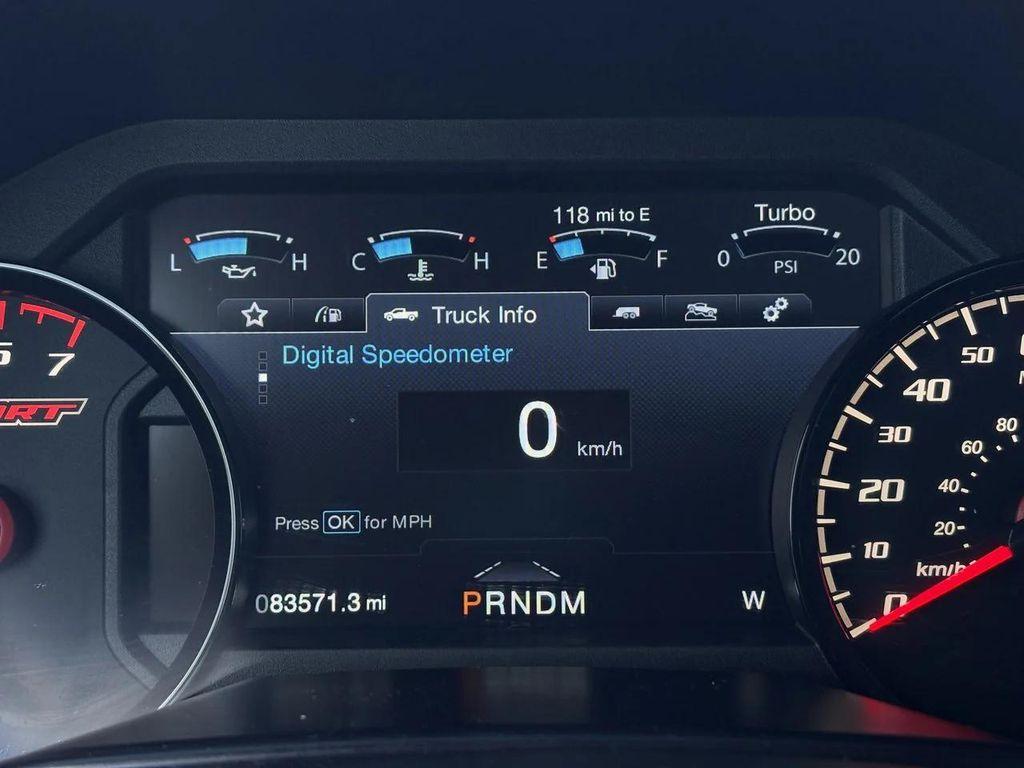 118 mi to E
Turbo
L H
C H
E F
0 PSI 20
Truck Info
Digital Speedometer
0 km/h
Press OK for MPH
083571.3 mi
PRNDM
W
7
50
40
30
20
10
0
80
60
40
20
km/h